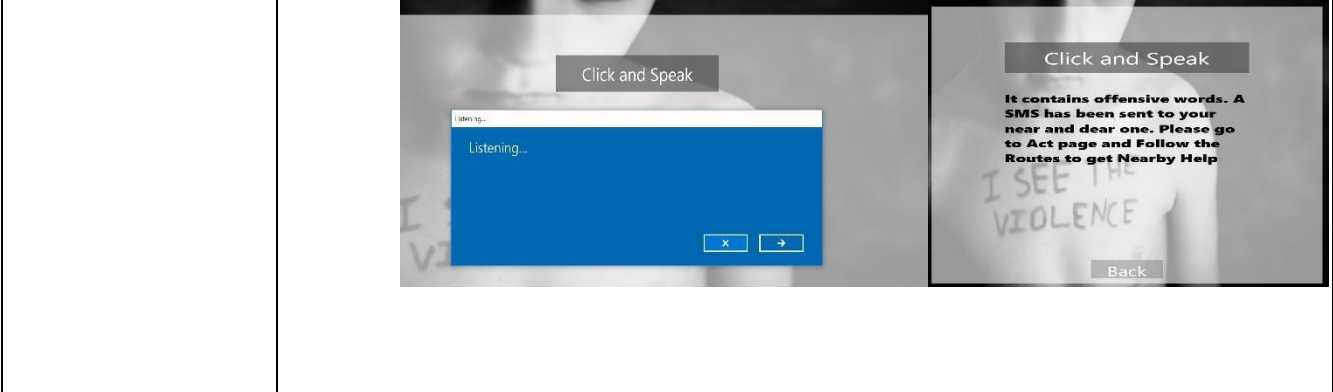 Click and Speak
Listening...
Listening...
Click and Speak
It contains offensive words. A
SMS has been sent to your
near and dear one. Please go
to Act page and Follow the
Routes to get Nearby Help
I SEE THE
VIOLENCE
Back